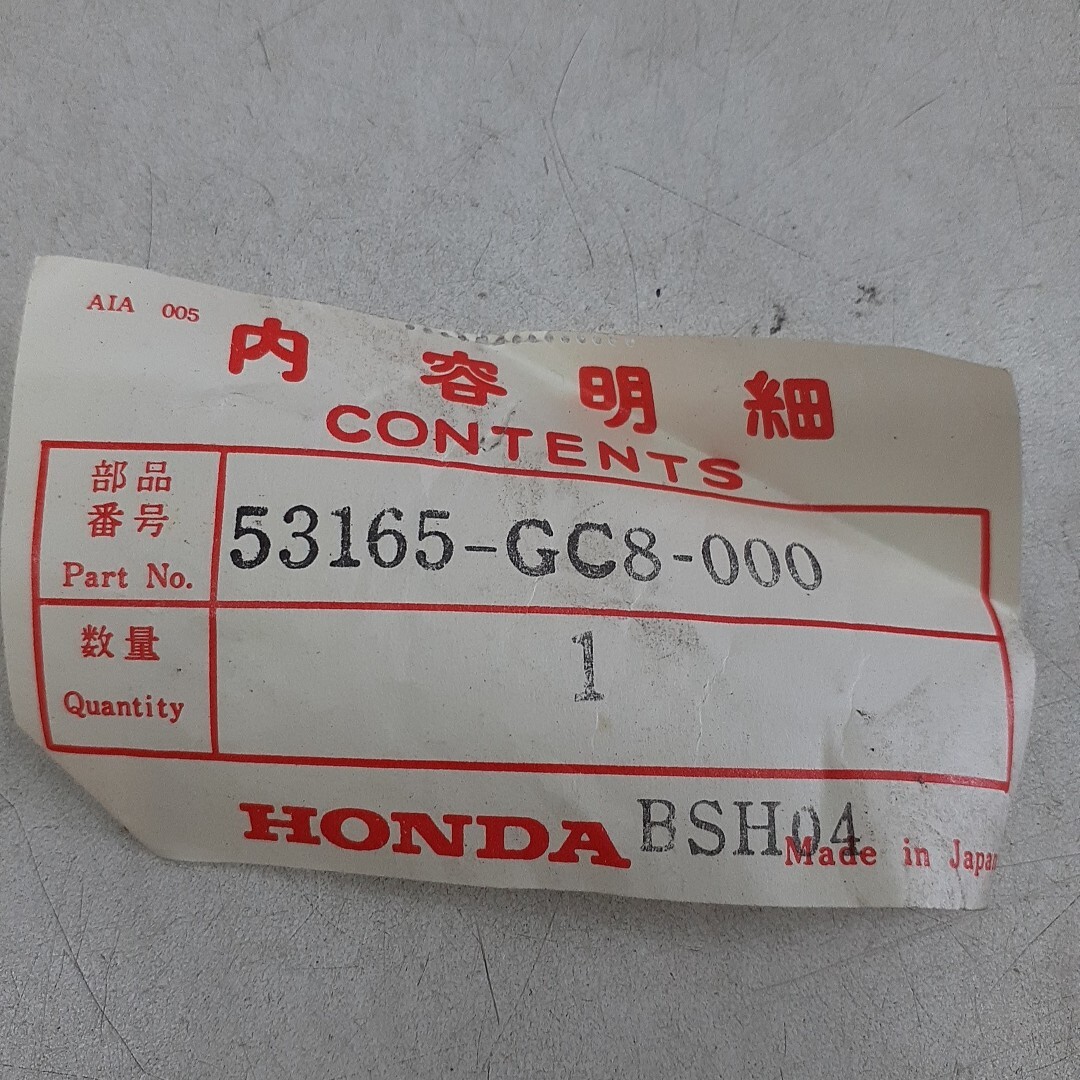 AIA 005
内容明細
CONTENTS
部品
番号
Part No.
53165-GC8-000
数量
Quantity
1
HONDA BSH04
Made in Japan